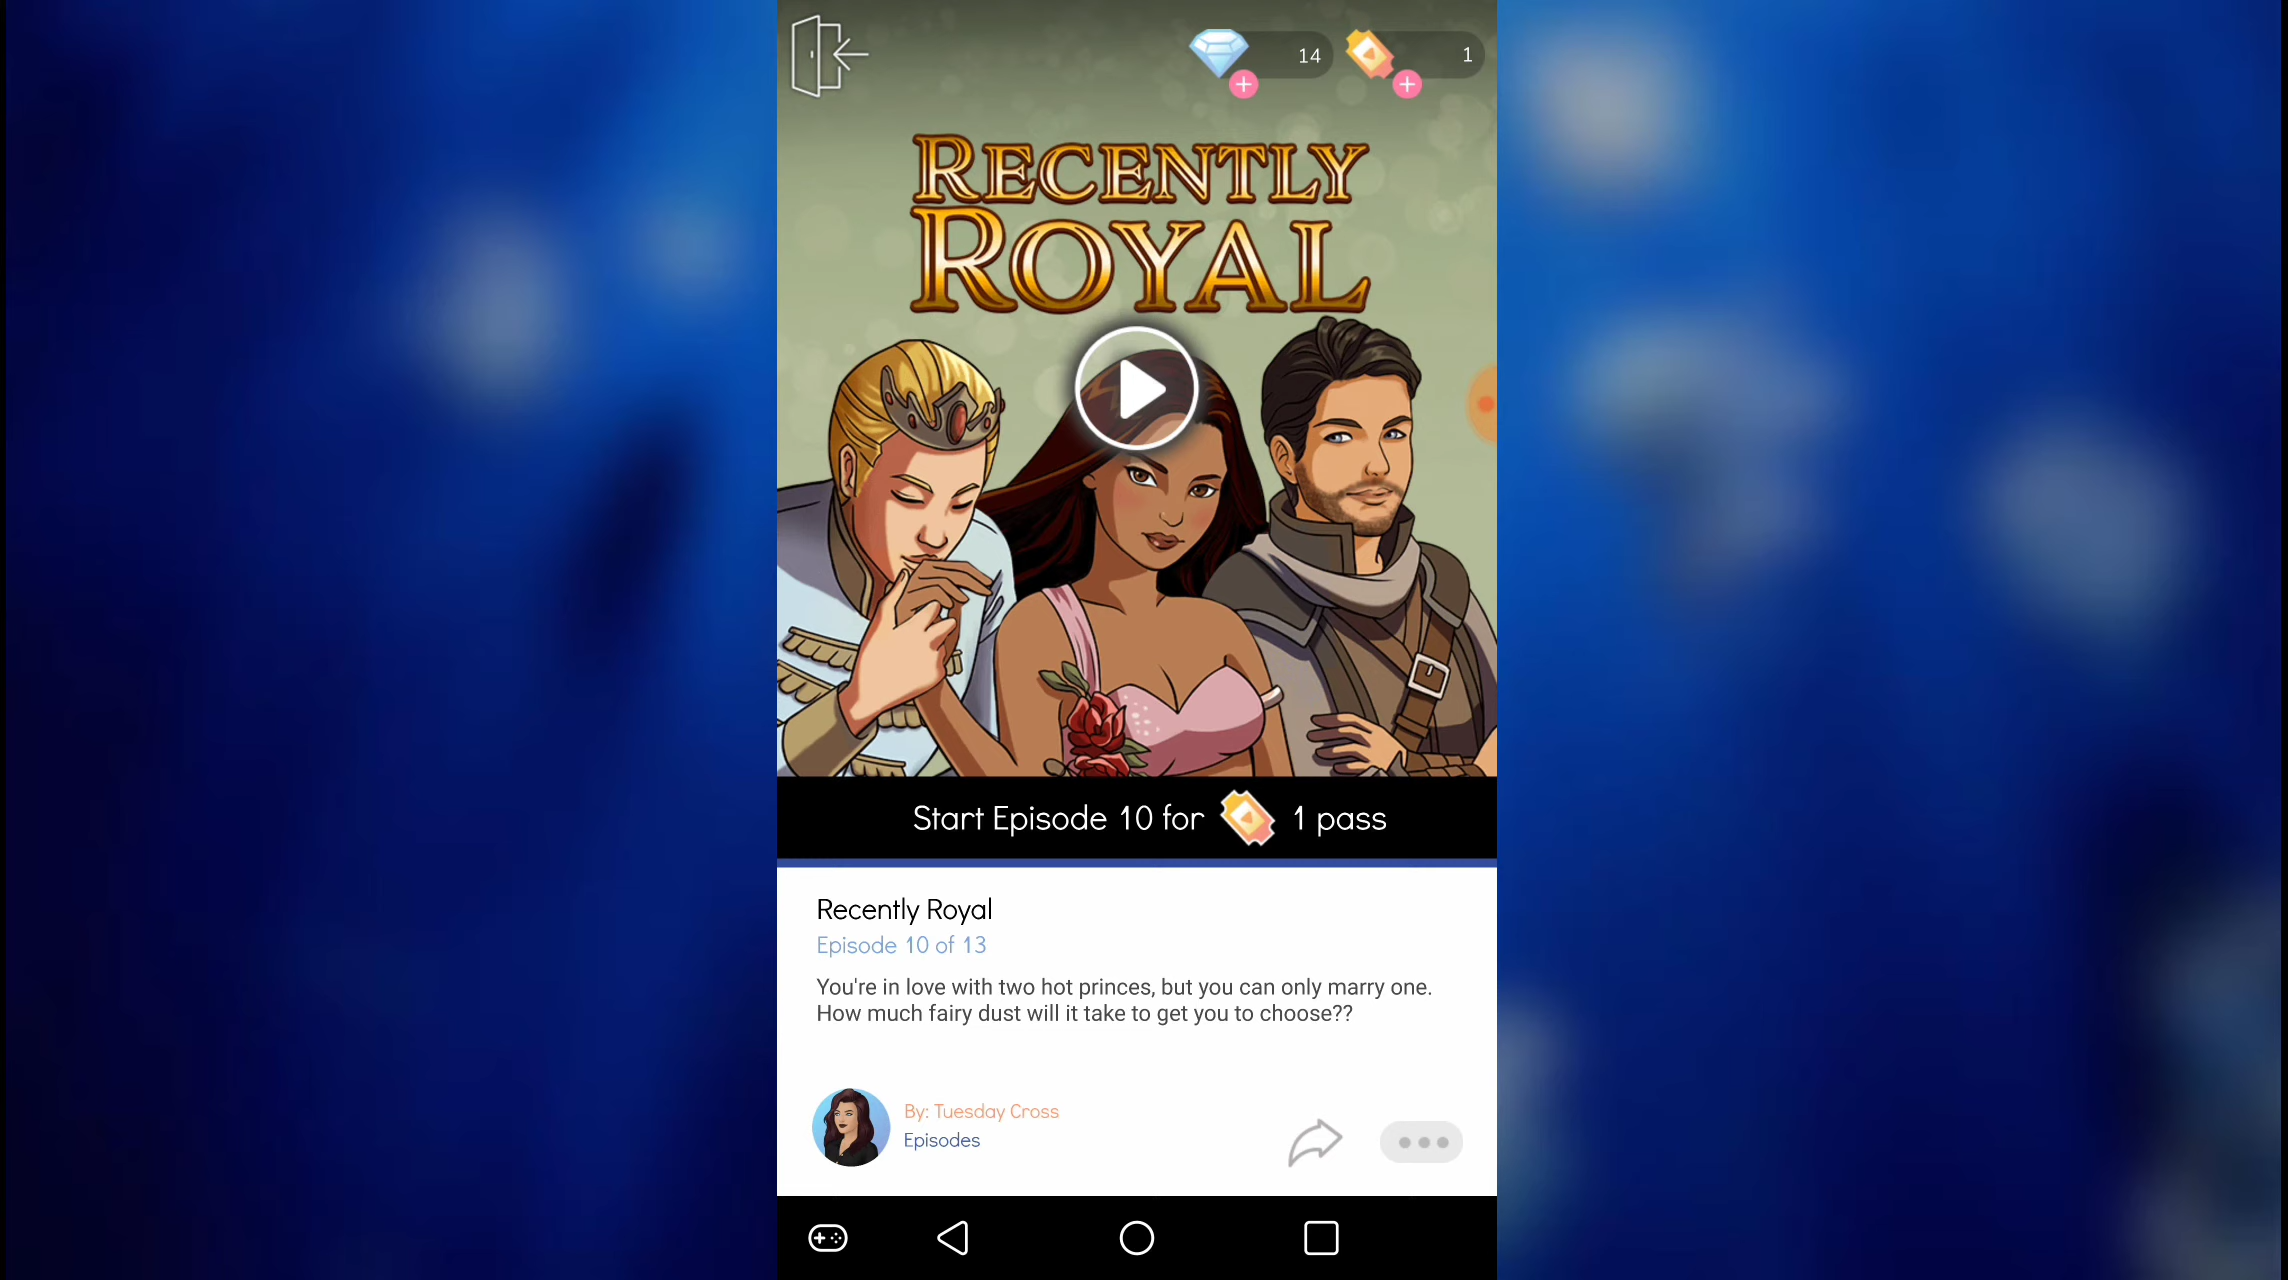 14
1
RECENTLY
ROYAL
Start Episode 10 for 1 pass
Recently Royal
Episode 10 of 13
You're in love with two hot princes, but you can only marry one.
How much fairy dust will it take to get you to choose??
By: Tuesday Cross
Episodes